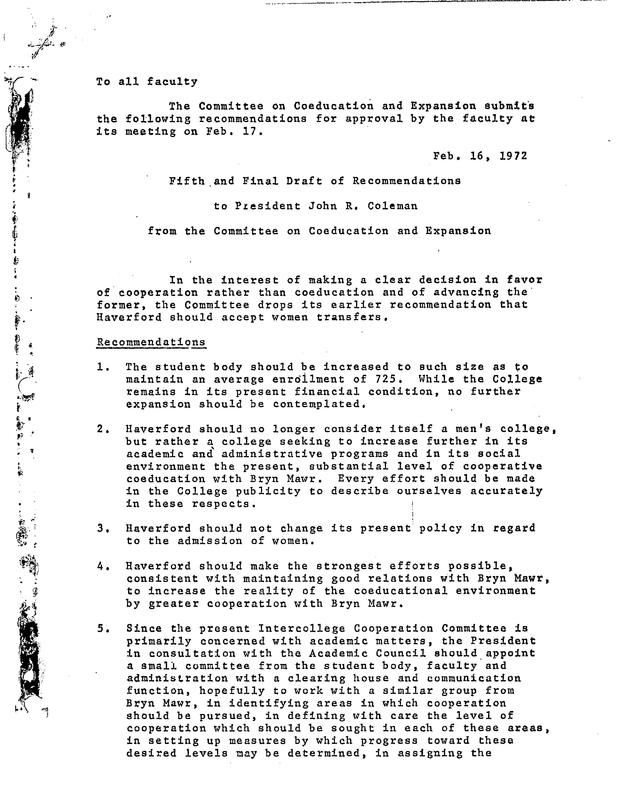 To all faculty
The Committee on Coeducation and Expansion submits
the following recommendations for approval by the faculty at
its meeting on Feb. 17.
Feb. 16, 1972
Fifth and Final Draft of Recommendations
to President John R. Coleman
from the Committee on Coeducation and Expansion
In the interest of making a clear decision in favor
of cooperation rather than coeducation and of advancing the
former, the Committee drops its earlier recommendation that
Haverford should accept women transfers.
Recommendations
1. The student body should be increased to such size as to
maintain an average enrollment of 725. While the College
remains in its present financial condition, no further
expansion should be contemplated.
2. Haverford should no longer consider itself a men's college,
but rather a college seeking to increase further in its
academic and administrative programs and in its social
environment the present, substantial level of cooperative
coeducation with Bryn Mawr. Every effort should be made
in the College publicity to describe ourselves accurately
in these respects.
3. Haverford should not change its present policy in regard
to the admission of women.
4. Haverford should make the strongest efforts possible,
consistent with maintaining good relations with Bryn Mawr,
to increase the reality of the coeducational environment
by greater cooperation with Bryn Mawr.
5. Since the present Intercollege Cooperation Committee is
primarily concerned with academic matters, the President
in consultation with the Academic Council should appoint
a small committee from the student body, faculty and
administration with a clearing house and communication
function, hopefully to work with a similar group from
Bryn Mawr, in identifying areas in which cooperation
should be pursued, in defining with care the level of
cooperation which should be sought in each of these areas,
in setting up measures by which progress toward these
desired levels may be determined, in assigning the